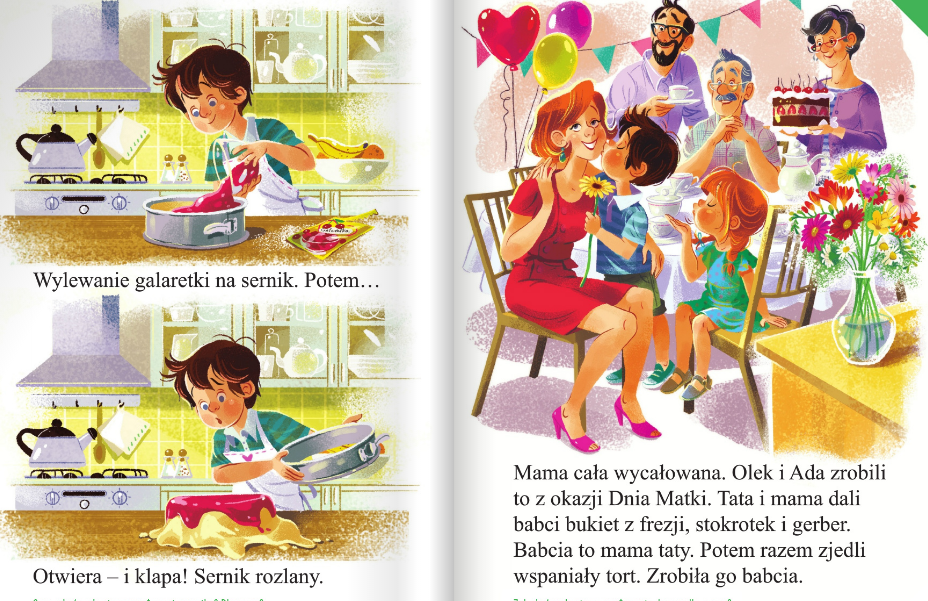 Wylewanie galaretki na sernik. Potem…
Otwiera – i klapa! Sernik rozlany.
Mama cała wycałowana. Olek i Ada zrobili
to z okazji Dnia Matki. Tata i mama dali
babci bukiet z frezji, stokrotek i gerber.
Babcia to mama taty. Potem razem zjedli
wspaniały tort. Zrobiła go babcia.